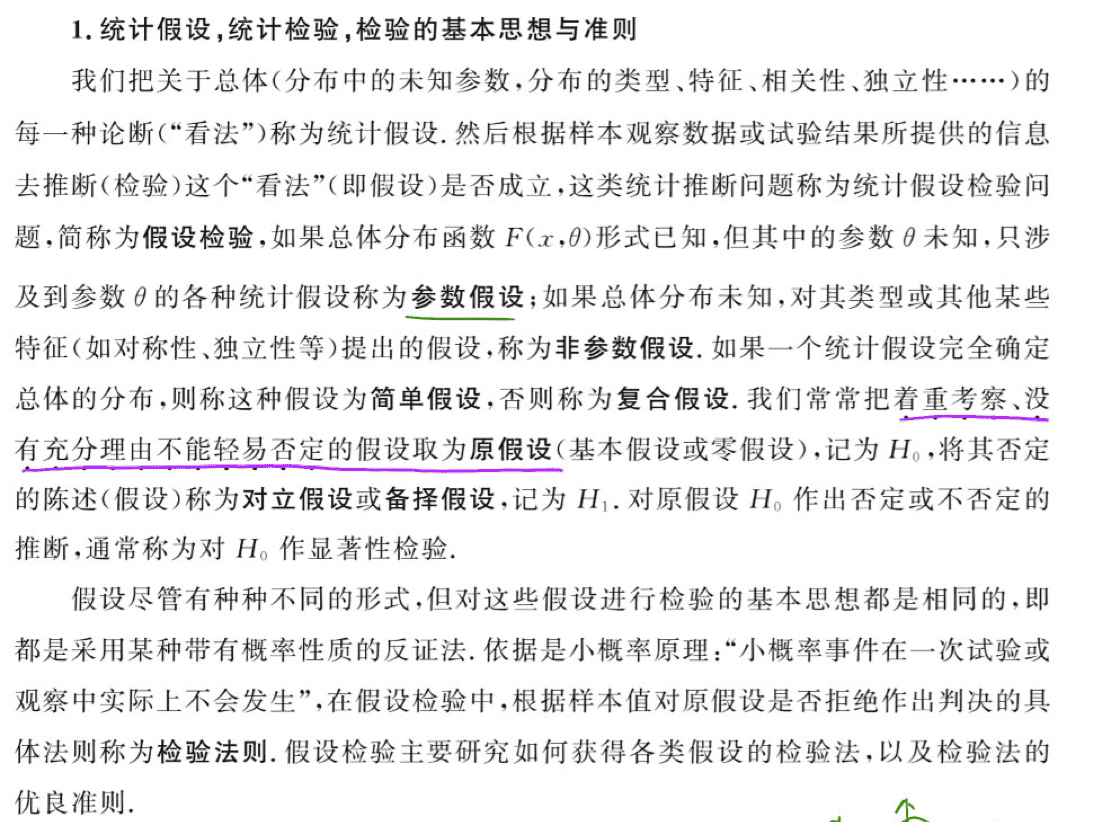 1. 统计假设,统计检验,检验的基本思想与准则
我们把关于总体(分布中的未知参数,分布的类型、特征、相关性、独立性……)的
每一种论断(“看法”)称为统计假设. 然后根据样本观察数据或试验结果所提供的信息
去推断(检验)这个“看法”(即假设)是否成立,这类统计推断问题称为统计假设检验问
题,简称为假设检验,如果总体分布函数 F(x,θ)形式已知,但其中的参数 θ 未知,只涉
及到参数 θ 的各种统计假设称为参数假设;如果总体分布未知,对其类型或其他某些
特征(如对称性、独立性等)提出的假设,称为非参数假设. 如果一个统计假设完全确定
总体的分布,则称这种假设为简单假设,否则称为复合假设. 我们常常把着重考察、没
有充分理由不能轻易否定的假设取为原假设(基本假设或零假设),记为 H₀,将其否定
的陈述(假设)称为对立假设或备择假设,记为 H₁. 对原假设 H₀ 作出否定或不否定的
推断,通常称为对 H₀ 作显著性检验.
假设尽管有种种不同的形式,但对这些假设进行检验的基本思想都是相同的,即
都是采用某种带有概率性质的反证法. 依据是小概率原理:“小概率事件在一次试验或
观察中实际上不会发生”,在假设检验中,根据样本值对原假设是否拒绝作出判决的具
体法则称为检验法则. 假设检验主要研究如何获得各类假设的检验法,以及检验法的
优良准则.